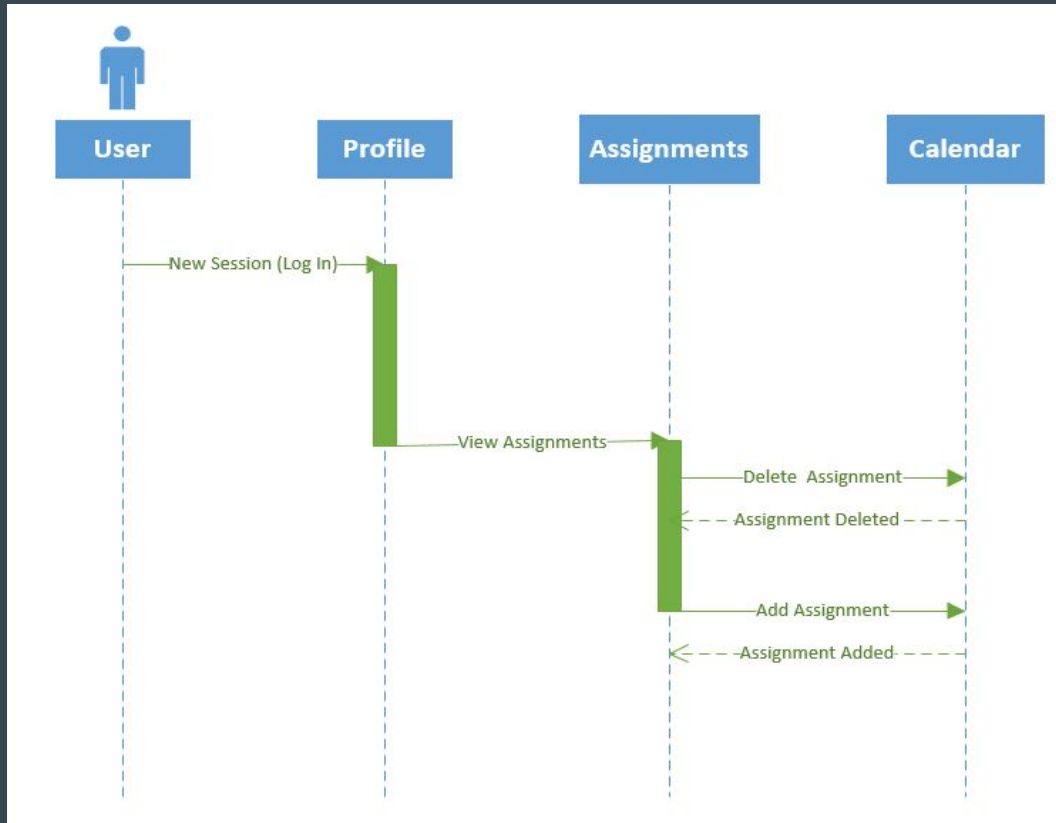 User
Profile
Assignments
Calendar
New Session (Log In)
View Assignments
Delete Assignment
Assignment Deleted
Add Assignment
Assignment Added